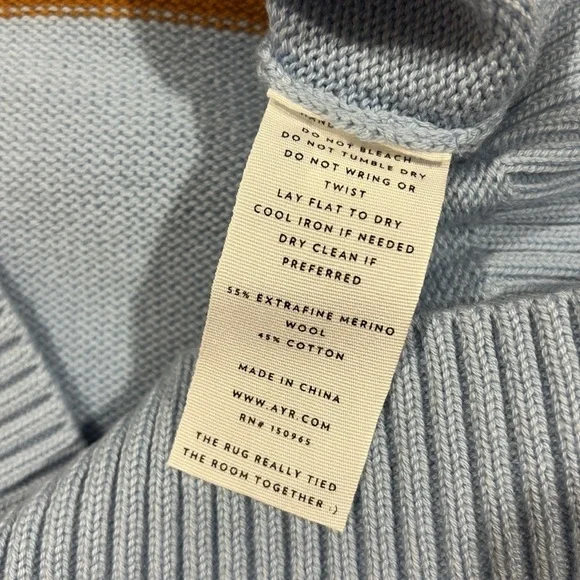 HAND
DO NOT BLEACH
DO NOT TUMBLE DRY
DO NOT WRING OR
TWIST
LAY FLAT TO DRY
COOL IRON IF NEEDED
DRY CLEAN IF
PREFERRED
55% EXTRAFINE MERINO
WOOL
45% COTTON
MADE IN CHINA
WWW.AYR.COM
RN# 150965
THE RUG REALLY TIED
THE ROOM TOGETHER :)